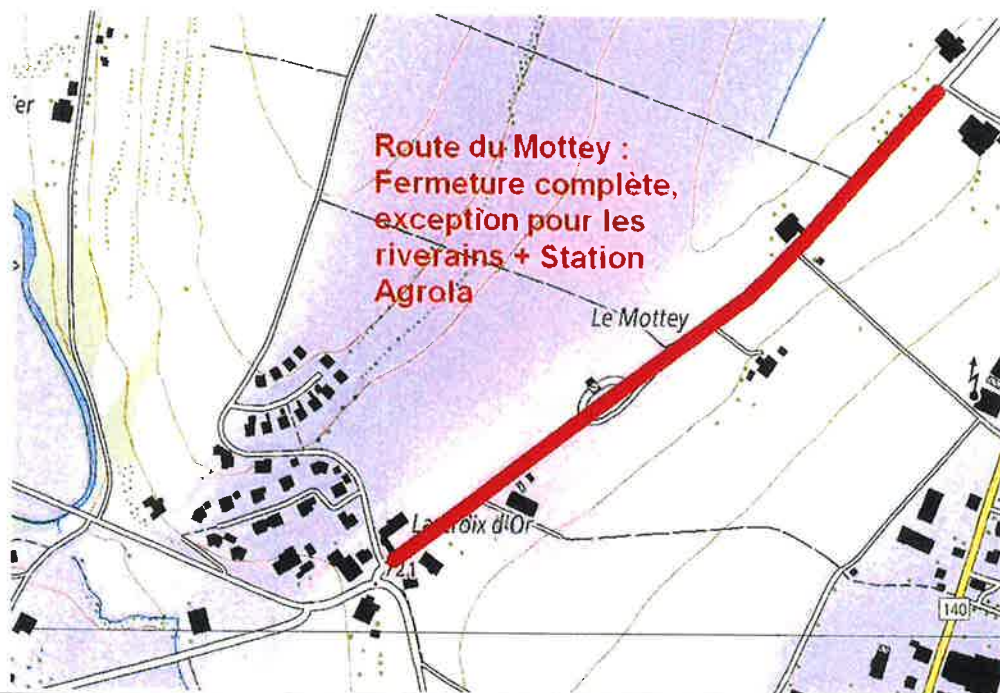 Route du Mottey :
Fermeture complète,
exception pour les
riverains + Station
Agrola
Le Mottey
La Croix d'Or
721
140